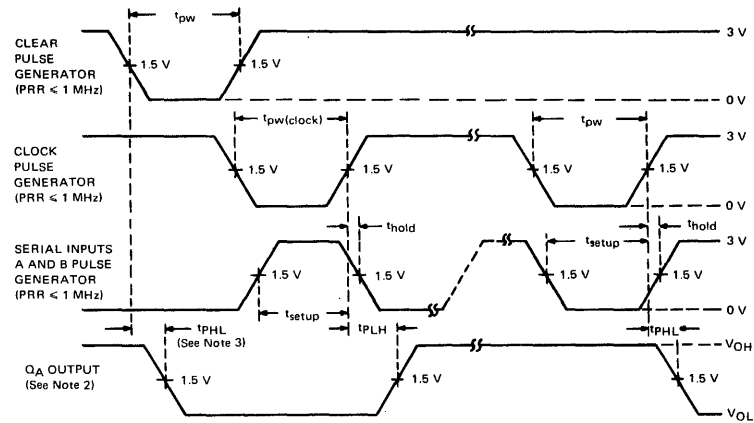 tpw
CLEAR
PULSE
GENERATOR
(PRR ≤ 1 MHz)
1.5 V
1.5 V
3 V
0 V
CLOCK
PULSE
GENERATOR
(PRR ≤ 1 MHz)
tpw(clock)
tpw
1.5 V
1.5 V
1.5 V
1.5 V
3 V
0 V
SERIAL INPUTS
A AND B PULSE
GENERATOR
(PRR ≤ 1 MHz)
thold
tsetup
thold
1.5 V
1.5 V
1.5 V
1.5 V
tsetup
3 V
0 V
tPHL
(See Note 3)
tPLH
tPHL
QA OUTPUT
(See Note 2)
1.5 V
1.5 V
1.5 V
VOH
VOL